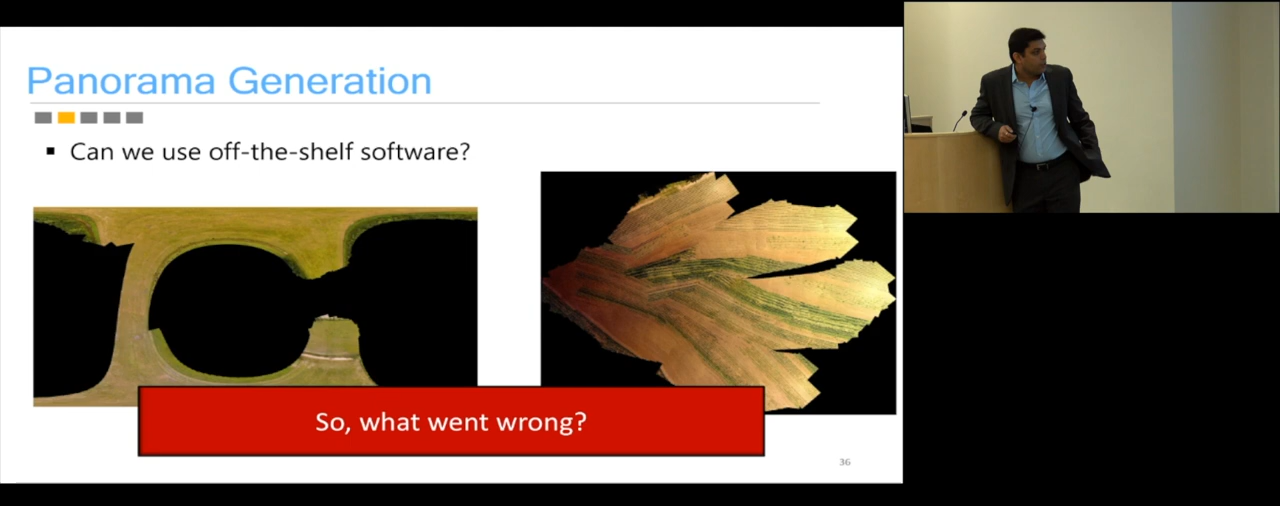 Panorama Generation
Can we use off-the-shelf software?
So, what went wrong?
36